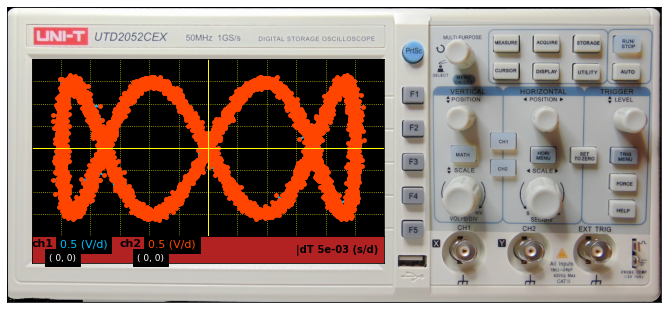 UNI-T UTD2052CEX 50MHz 1GS/s DIGITAL STORAGE OSCILLOSCOPE
MULTI PURPOSE
SELECT
PrtSc
MEASURE ACQUIRE STORAGE RUN/ STOP
CURSOR DISPLAY UTILITY AUTO
F1
F2
F3
F4
F5
VERTICAL HORIZONTAL TRIGGER
POSITION POSITION LEVEL
CH1
MATH HORI MENU SET TO ZERO TRIG MENU
CH2
SCALE SCALE FORCE
HELP
VOLTS/DIV SEC/DIV
CH1 CH2 EXT TRIG
X Y
ch1 0.5 (V/d) ch2 0.5 (V/d) |dT 5e-03 (s/d)
( 0, 0) ( 0, 0)
All Inputs
CAT II